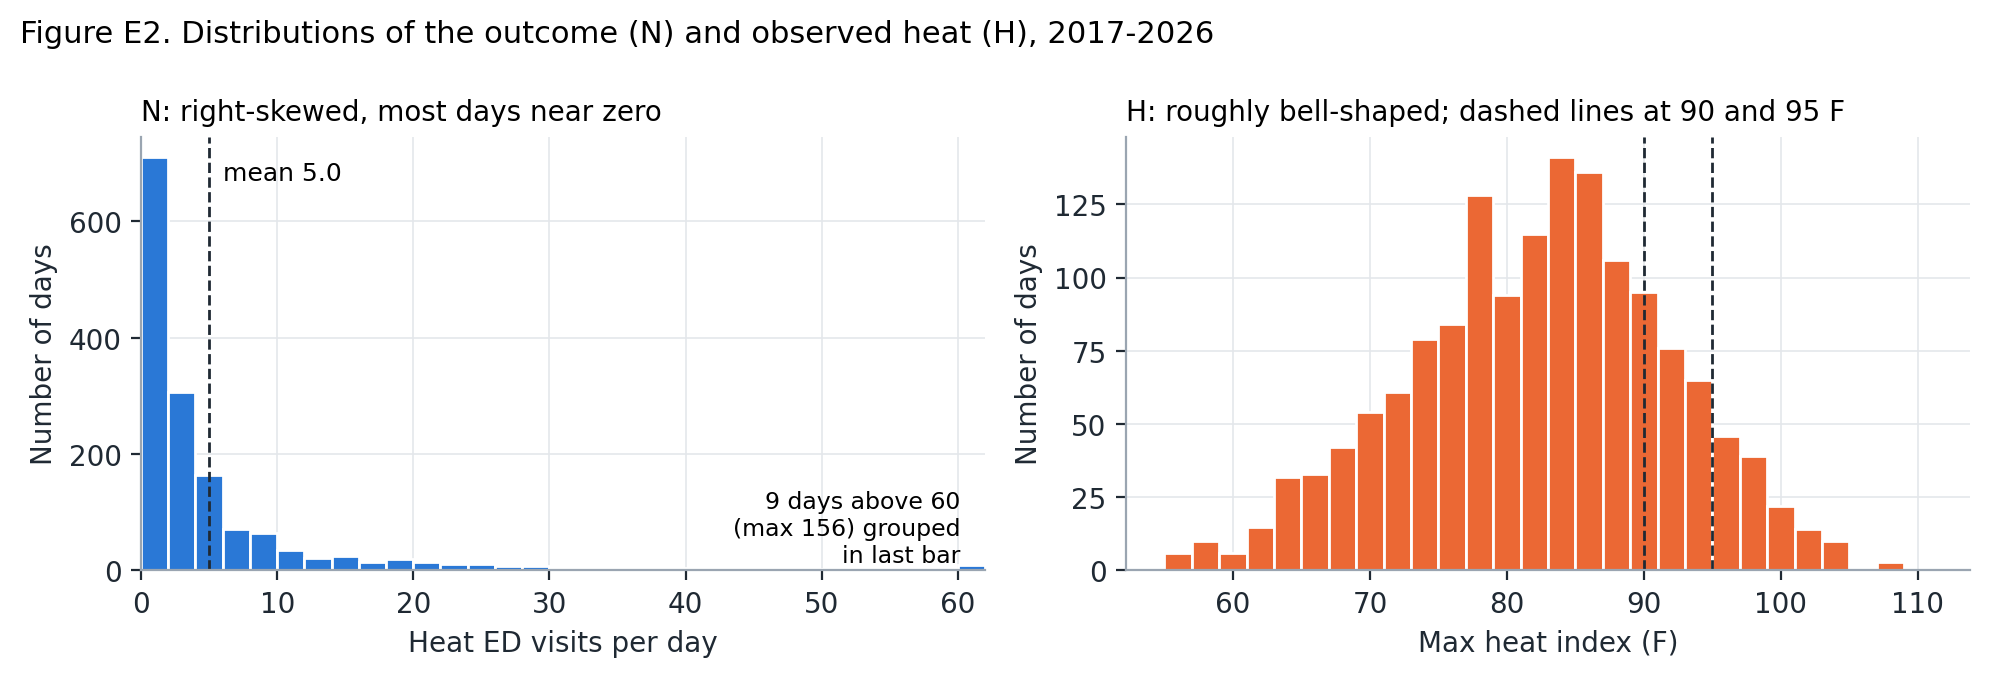 Figure E2. Distributions of the outcome (N) and observed heat (H), 2017-2026
N: right-skewed, most days near zero
mean 5.0
9 days above 60
(max 156) grouped
in last bar
Number of days
600
400
200
0
0 10 20 30 40 50 60
Heat ED visits per day
H: roughly bell-shaped; dashed lines at 90 and 95 F
Number of days
125
100
75
50
25
0
60 70 80 90 100 110
Max heat index (F)